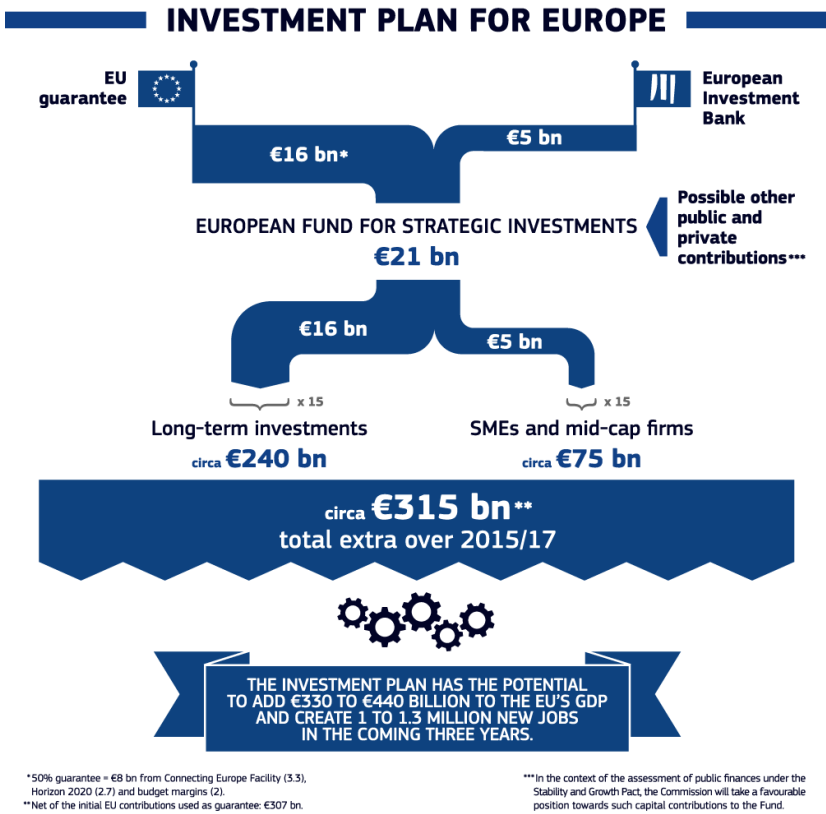 INVESTMENT PLAN FOR EUROPE
EU
guarantee
European
Investment
Bank
€16 bn*
€5 bn
EUROPEAN FUND FOR STRATEGIC INVESTMENTS
€21 bn
Possible other
public and
private
contributions***
€16 bn
€5 bn
x 15
x 15
Long-term investments
circa €240 bn
SMEs and mid-cap firms
circa €75 bn
circa €315 bn**
total extra over 2015/17
THE INVESTMENT PLAN HAS THE POTENTIAL
TO ADD €330 TO €440 BILLION TO THE EU'S GDP
AND CREATE 1 TO 1.3 MILLION NEW JOBS
IN THE COMING THREE YEARS.
*50% guarantee = €8 bn from Connecting Europe Facility (3.3),
Horizon 2020 (2.7) and budget margins (2).
**Net of the initial EU contributions used as guarantee: €307 bn.
***In the context of the assessment of public finances under the
Stability and Growth Pact, the Commission will take a favourable
position towards such capital contributions to the Fund.